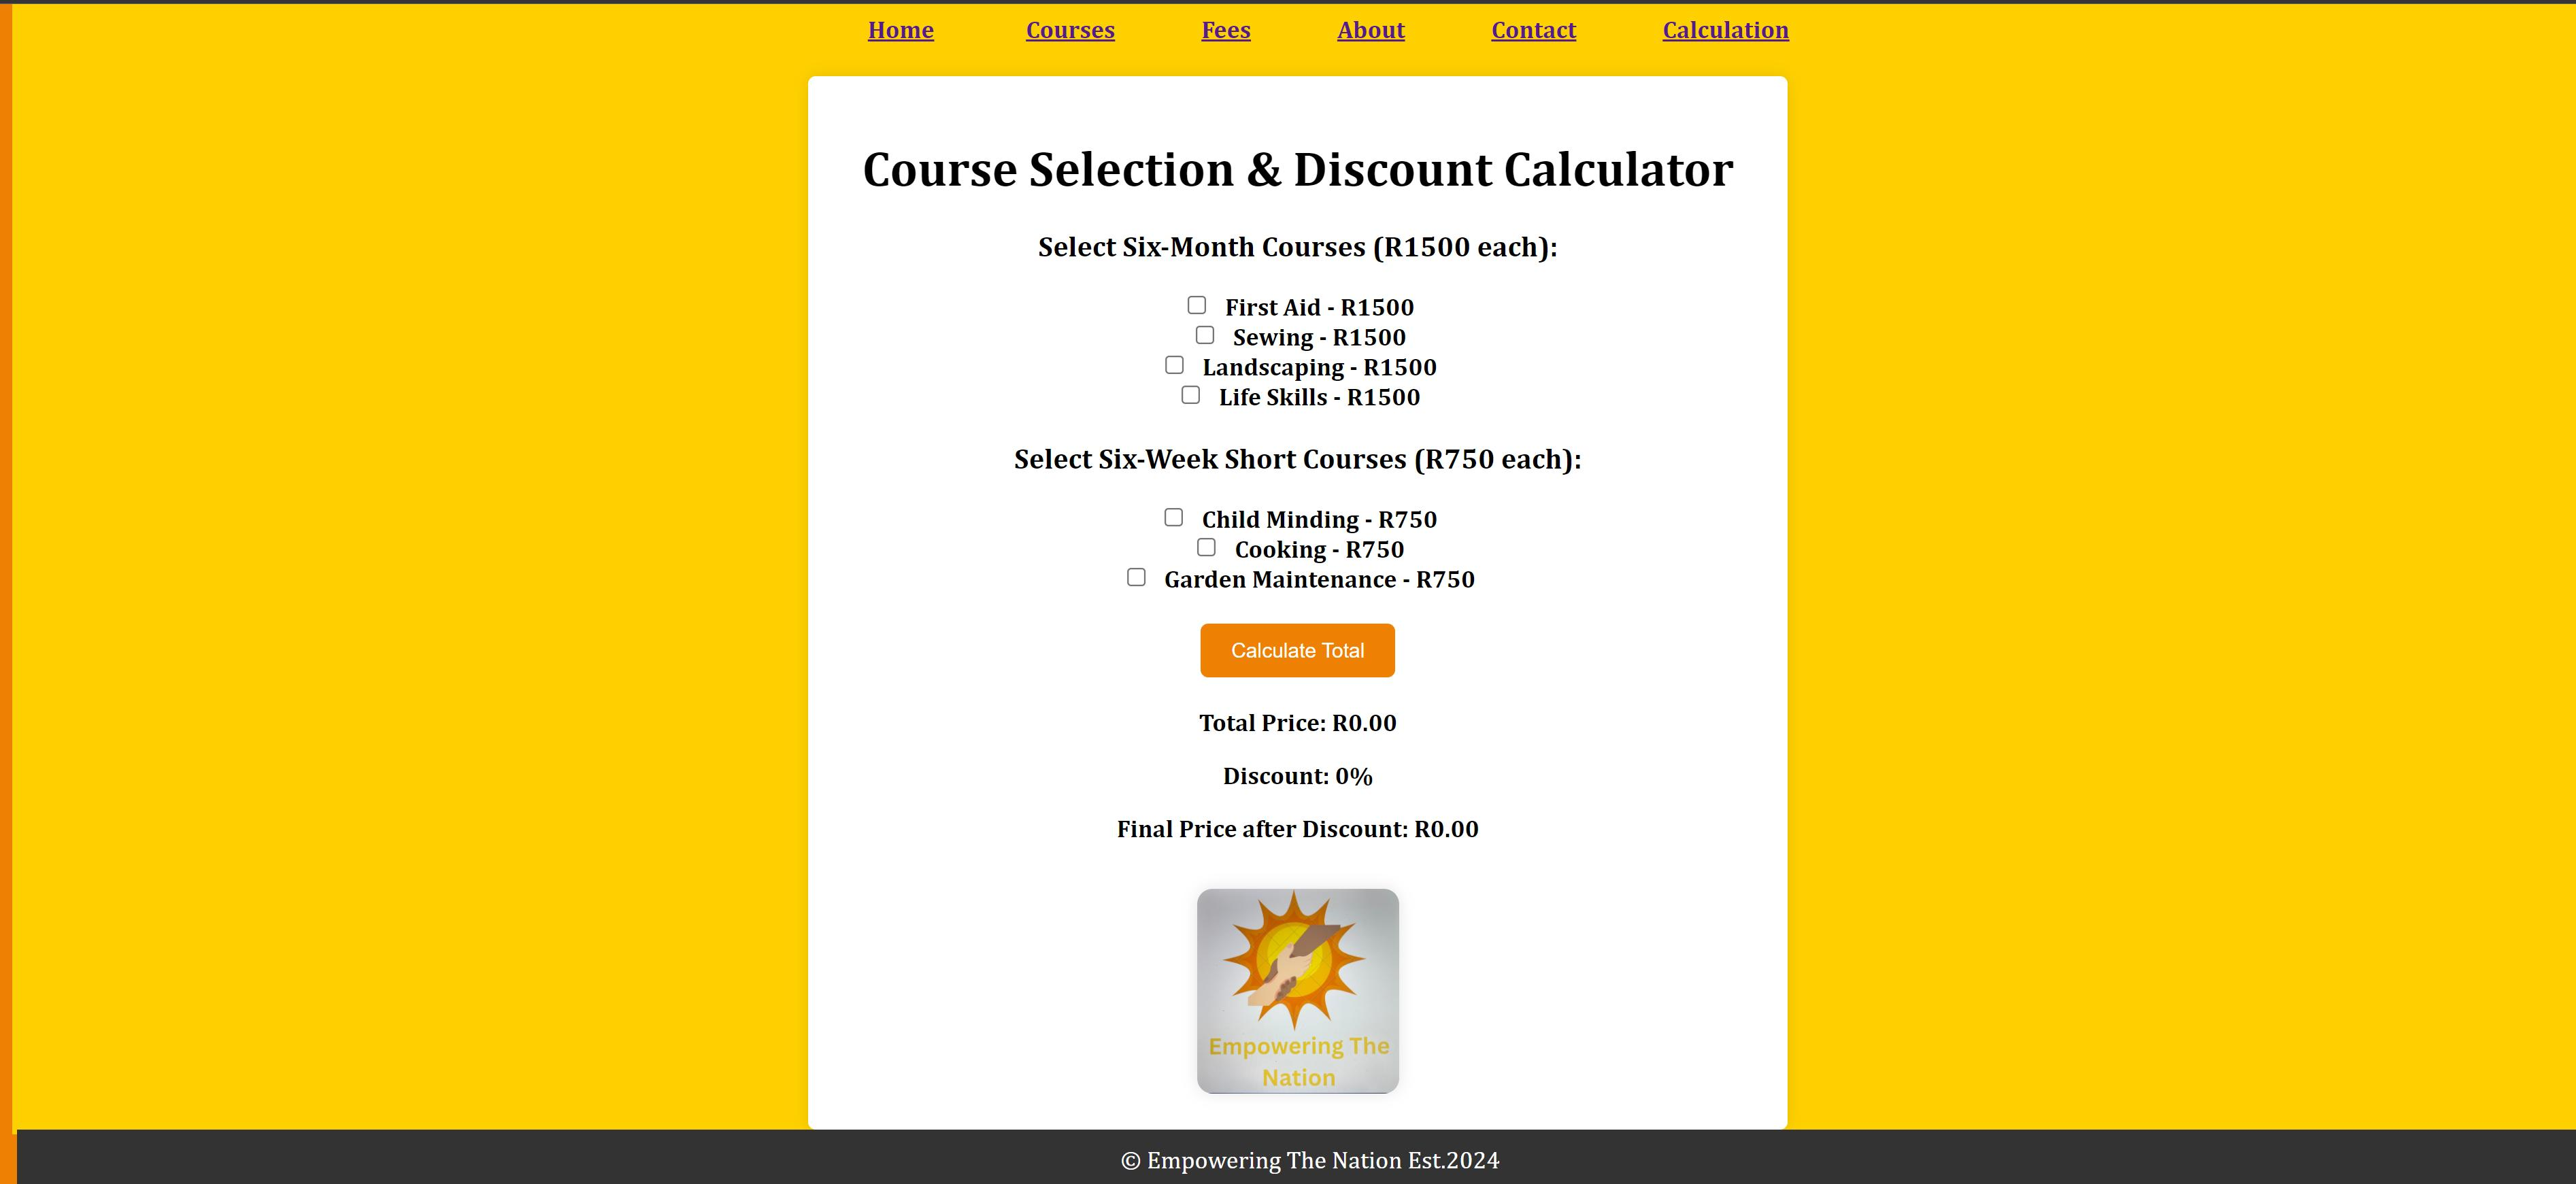 Home Courses Fees About Contact Calculation
Course Selection & Discount Calculator
Select Six-Month Courses (R1500 each):
First Aid - R1500
Sewing - R1500
Landscaping - R1500
Life Skills - R1500
Select Six-Week Short Courses (R750 each):
Child Minding - R750
Cooking - R750
Garden Maintenance - R750
Calculate Total
Total Price: R0.00
Discount: 0%
Final Price after Discount: R0.00
Empowering The
Nation
© Empowering The Nation Est.2024